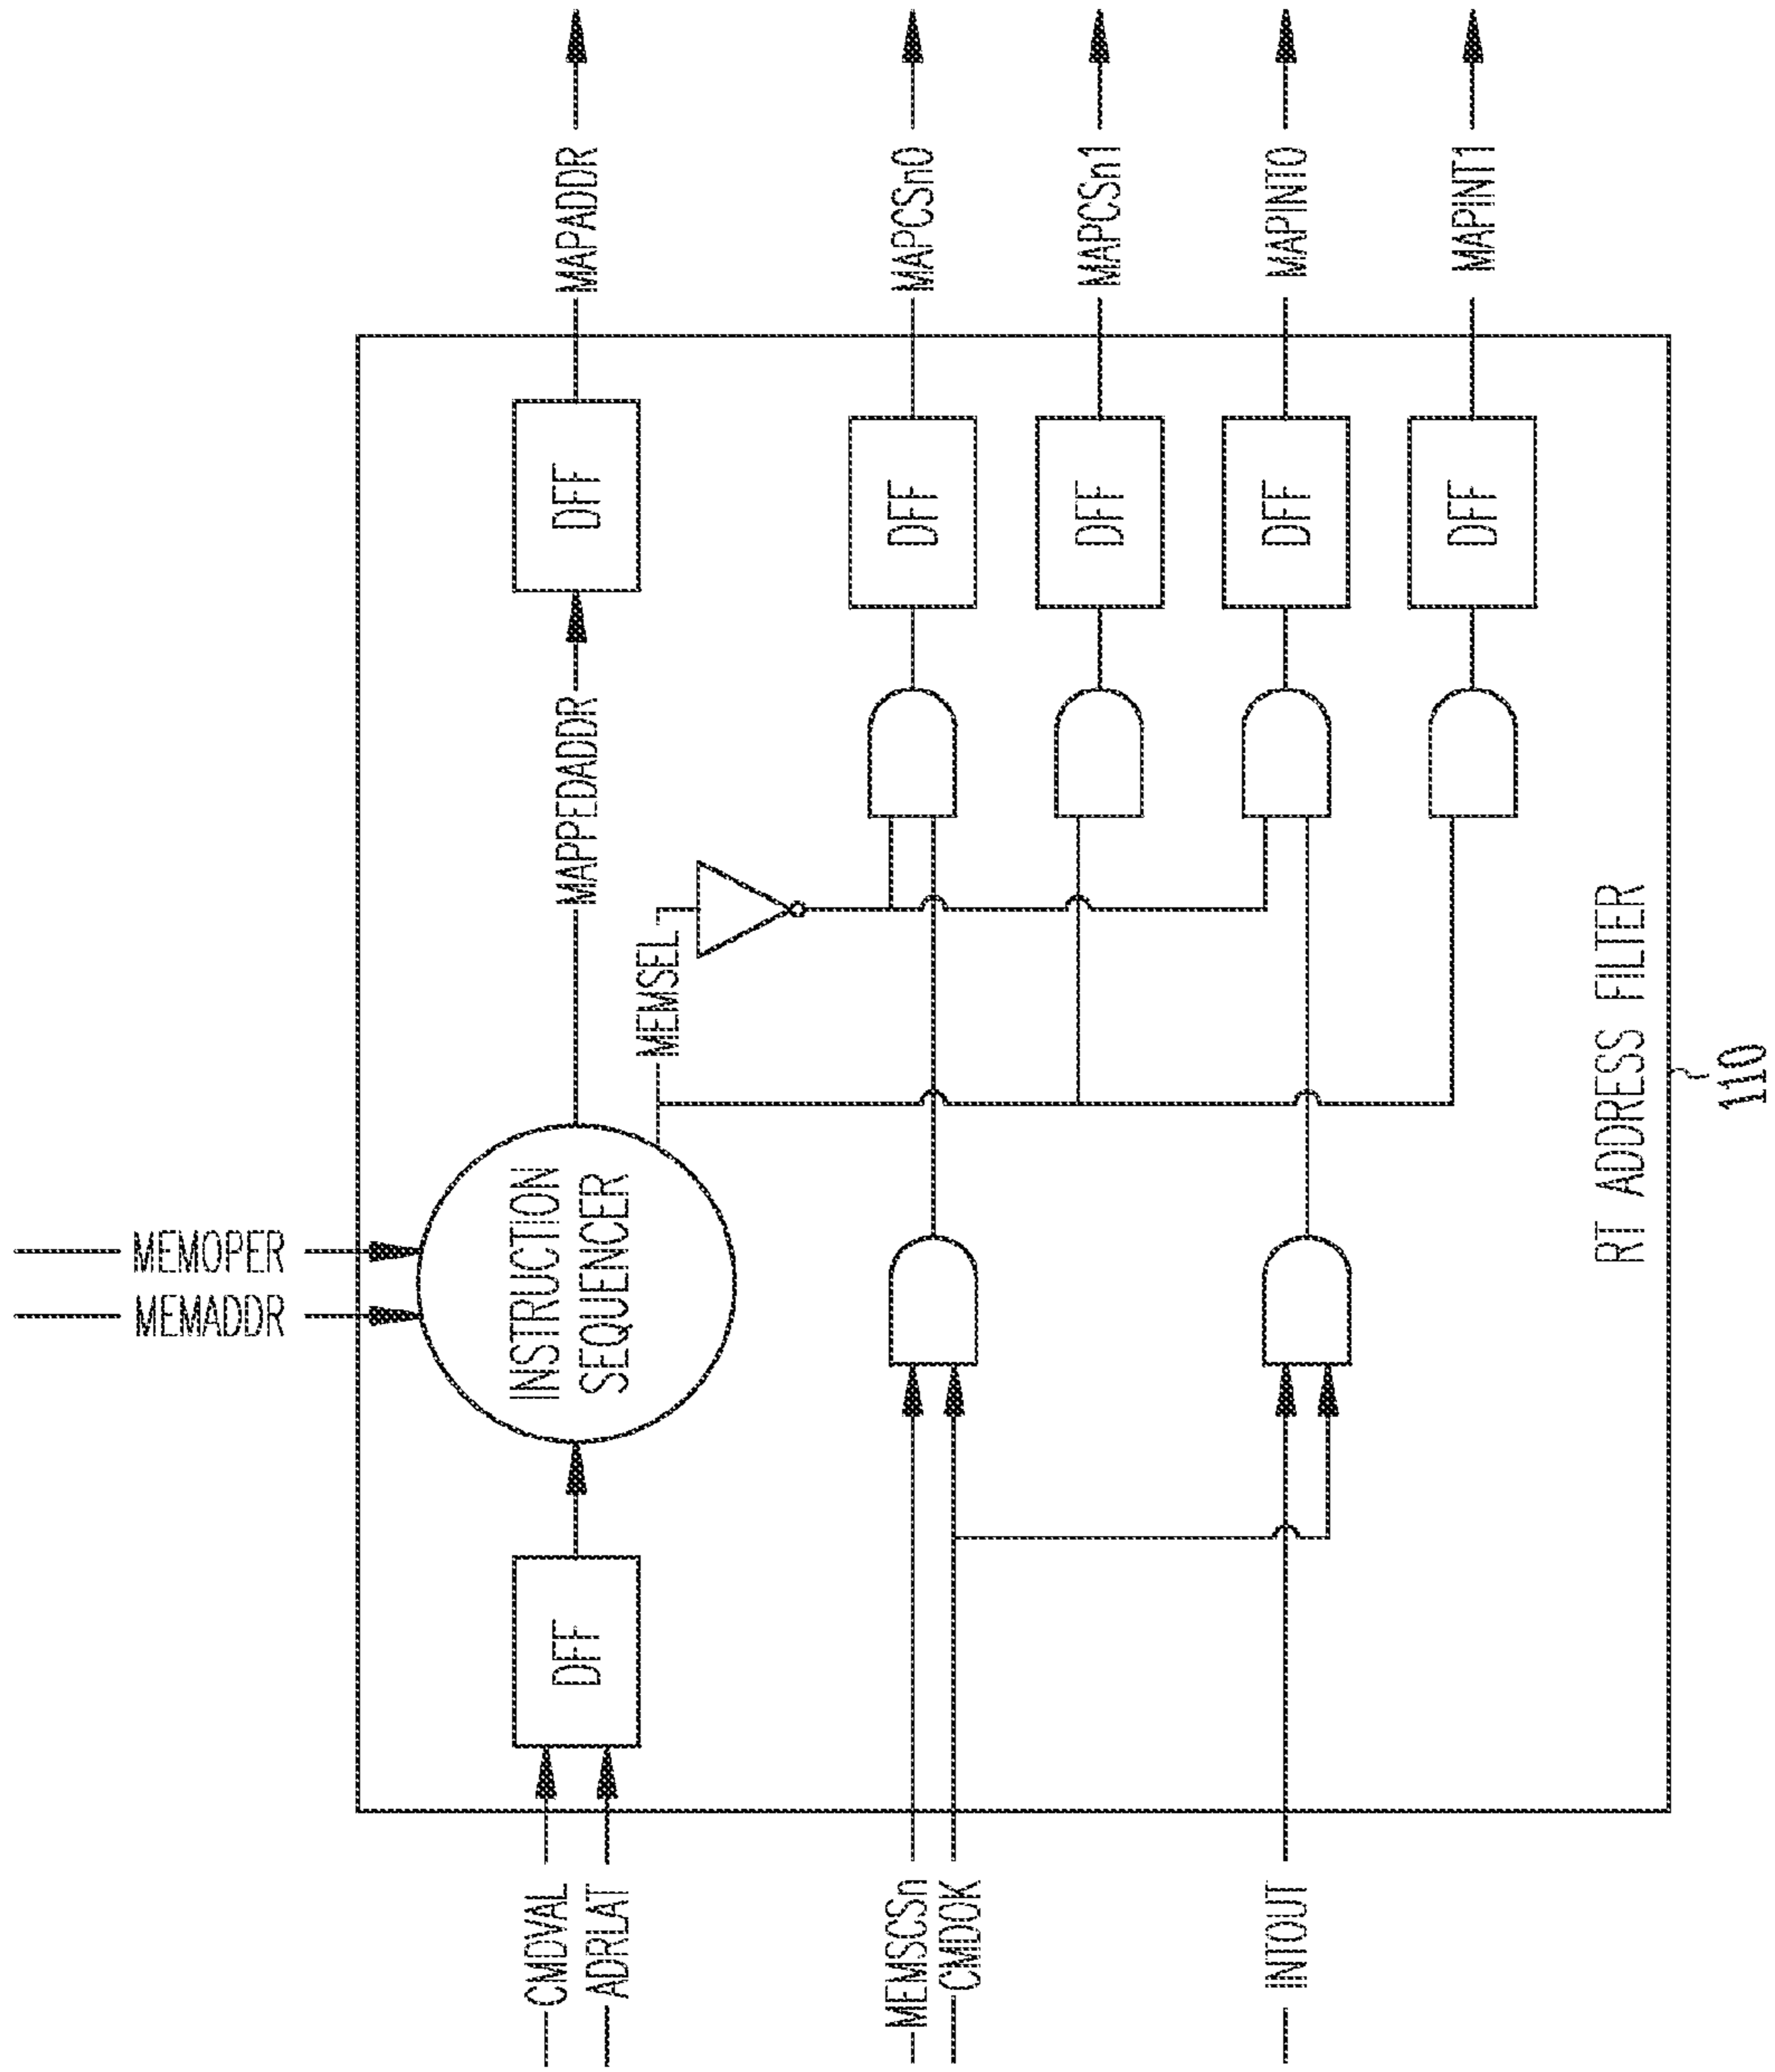 MEMOPER
MEMADDR
CMDVAL
ADRLAT
DFF
INSTRUCTION
SEQUENCER
MAPPEDADDR
DFF
MAPADDR
MEMSEL
MEMSCSn
CMDOK
DFF
MAPCSn0
DFF
MAPCSn1
INTOUT
DFF
MAPINT0
DFF
MAPINT1
RT ADDRESS FILTER
110